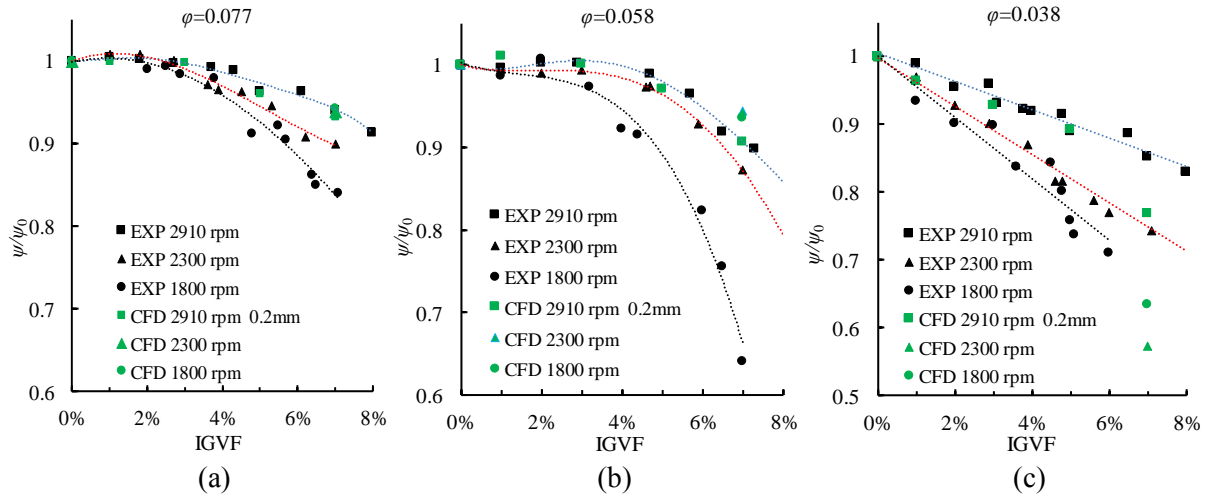 φ=0.077
1
0.9
0.8
0.7
0.6
ψ/ψ0
EXP 2910 rpm
EXP 2300 rpm
EXP 1800 rpm
CFD 2910 rpm 0.2mm
CFD 2300 rpm
CFD 1800 rpm
0% 2% 4% 6% 8%
IGVF
(a)
φ=0.058
1
0.9
0.8
0.7
0.6
ψ/ψ0
EXP 2910 rpm
EXP 2300 rpm
EXP 1800 rpm
CFD 2910 rpm 0.2mm
CFD 2300 rpm
CFD 1800 rpm
0% 2% 4% 6% 8%
IGVF
(b)
φ=0.038
1
0.9
0.8
0.7
0.6
0.5
ψ/ψ0
EXP 2910 rpm
EXP 2300 rpm
EXP 1800 rpm
CFD 2910 rpm 0.2mm
CFD 2300 rpm
CFD 1800 rpm
0% 2% 4% 6% 8%
IGVF
(c)